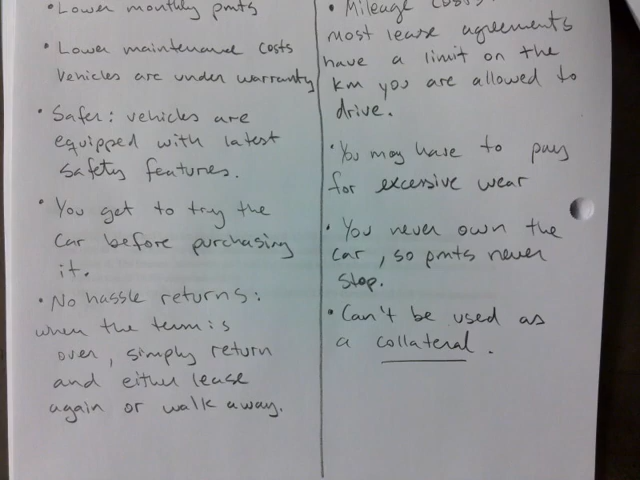 • Lower monthly pmts
• Lower maintenance costs
vehicles are under warranty
• Safer: vehicles are
equipped with latest
safety features.
• You get to try the
car before purchasing
it.
• No hassle returns:
when the term is
over, simply return
and either lease
again or walk away.
• Mileage costs:
most lease agreements
have a limit on the
km you are allowed to
drive.
• You may have to pay
for excessive wear
• You never own the
car, so pmts never
stop.
• Can't be used as
a collateral.